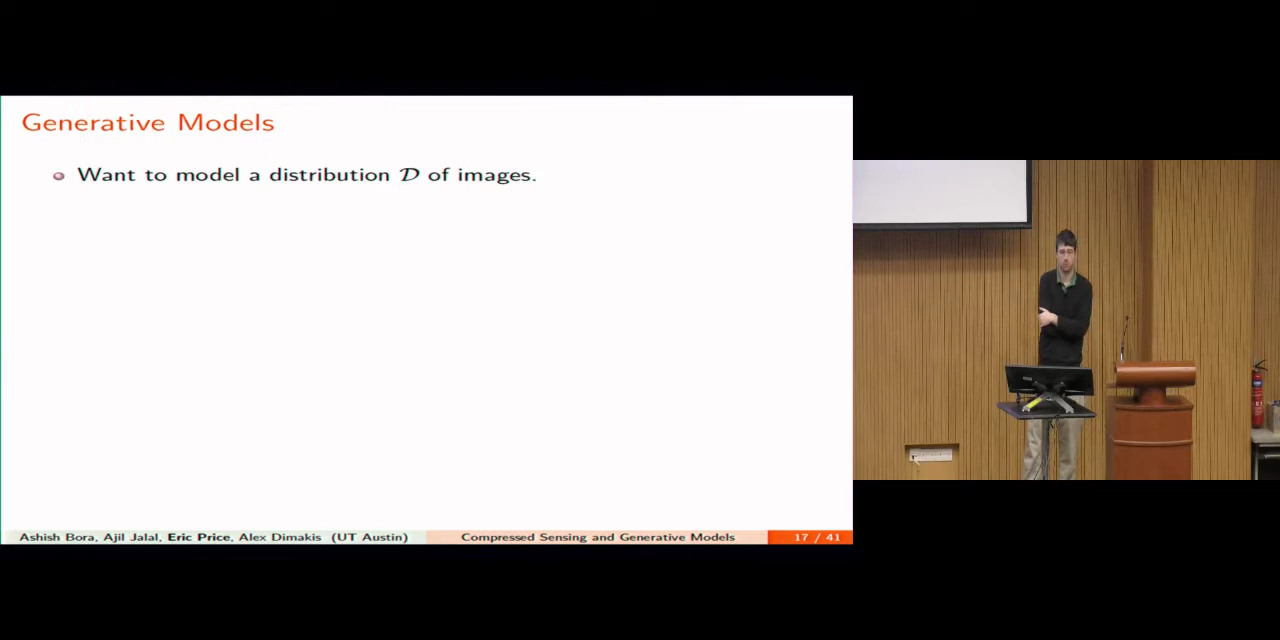 Generative Models
Want to model a distribution 𝒟 of images.
Ashish Bora, Ajil Jalal, Eric Price, Alex Dimakis (UT Austin)
Compressed Sensing and Generative Models
17 / 41